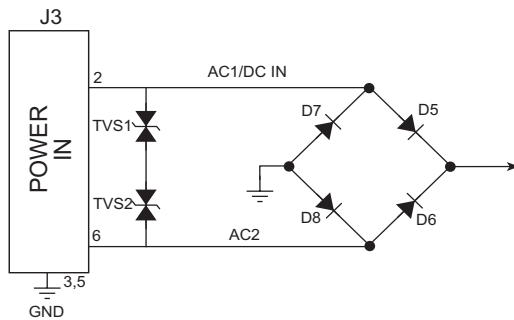 J3
POWER
IN
2
AC1/DC IN
TVS1
TVS2
D7
D5
D8
D6
6
AC2
3,5
GND